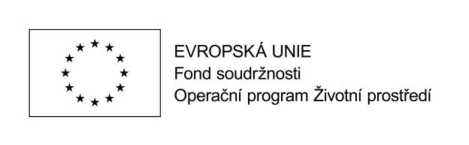 EVROPSKÁ UNIE
Fond soudržnosti
Operační program Životní prostředí